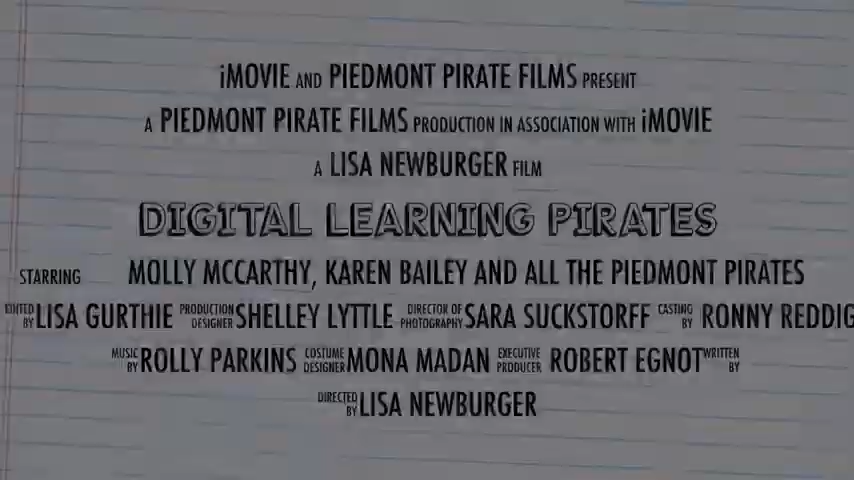 iMOVIE AND PIEDMONT PIRATE FILMS PRESENT
A PIEDMONT PIRATE FILMS PRODUCTION IN ASSOCIATION WITH iMOVIE
A LISA NEWBURGER FILM
DIGITAL LEARNING PIRATES
STARRING MOLLY MCCARTHY, KAREN BAILEY AND ALL THE PIEDMONT PIRATES
BY LISA GURTHIE PRODUCTION DESIGNER SHELLEY LYTTLE DIRECTOR OF PHOTOGRAPHY SARA SUCKSTORFF CASTING BY RONNY REDDIG
MUSIC BY ROLLY PARKINS COSTUME DESIGNER MONA MADAN EXECUTIVE PRODUCER ROBERT EGNOT WRITTEN BY
DIRECTED BY LISA NEWBURGER